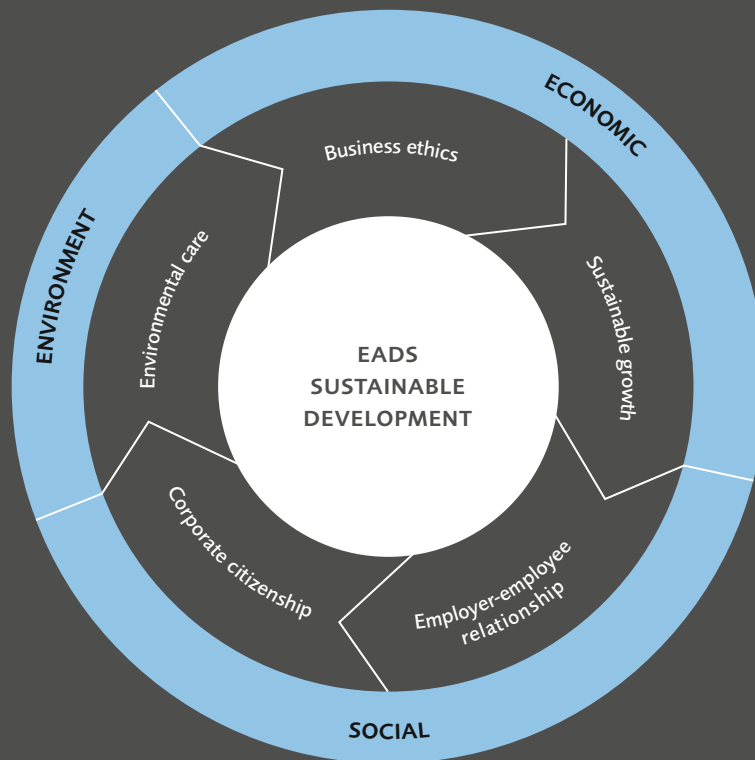 ECONOMIC
Business ethics
ENVIRONMENT
Environmental care
Sustainable growth
EADS
SUSTAINABLE
DEVELOPMENT
Corporate citizenship
Employer-employee
relationship
SOCIAL